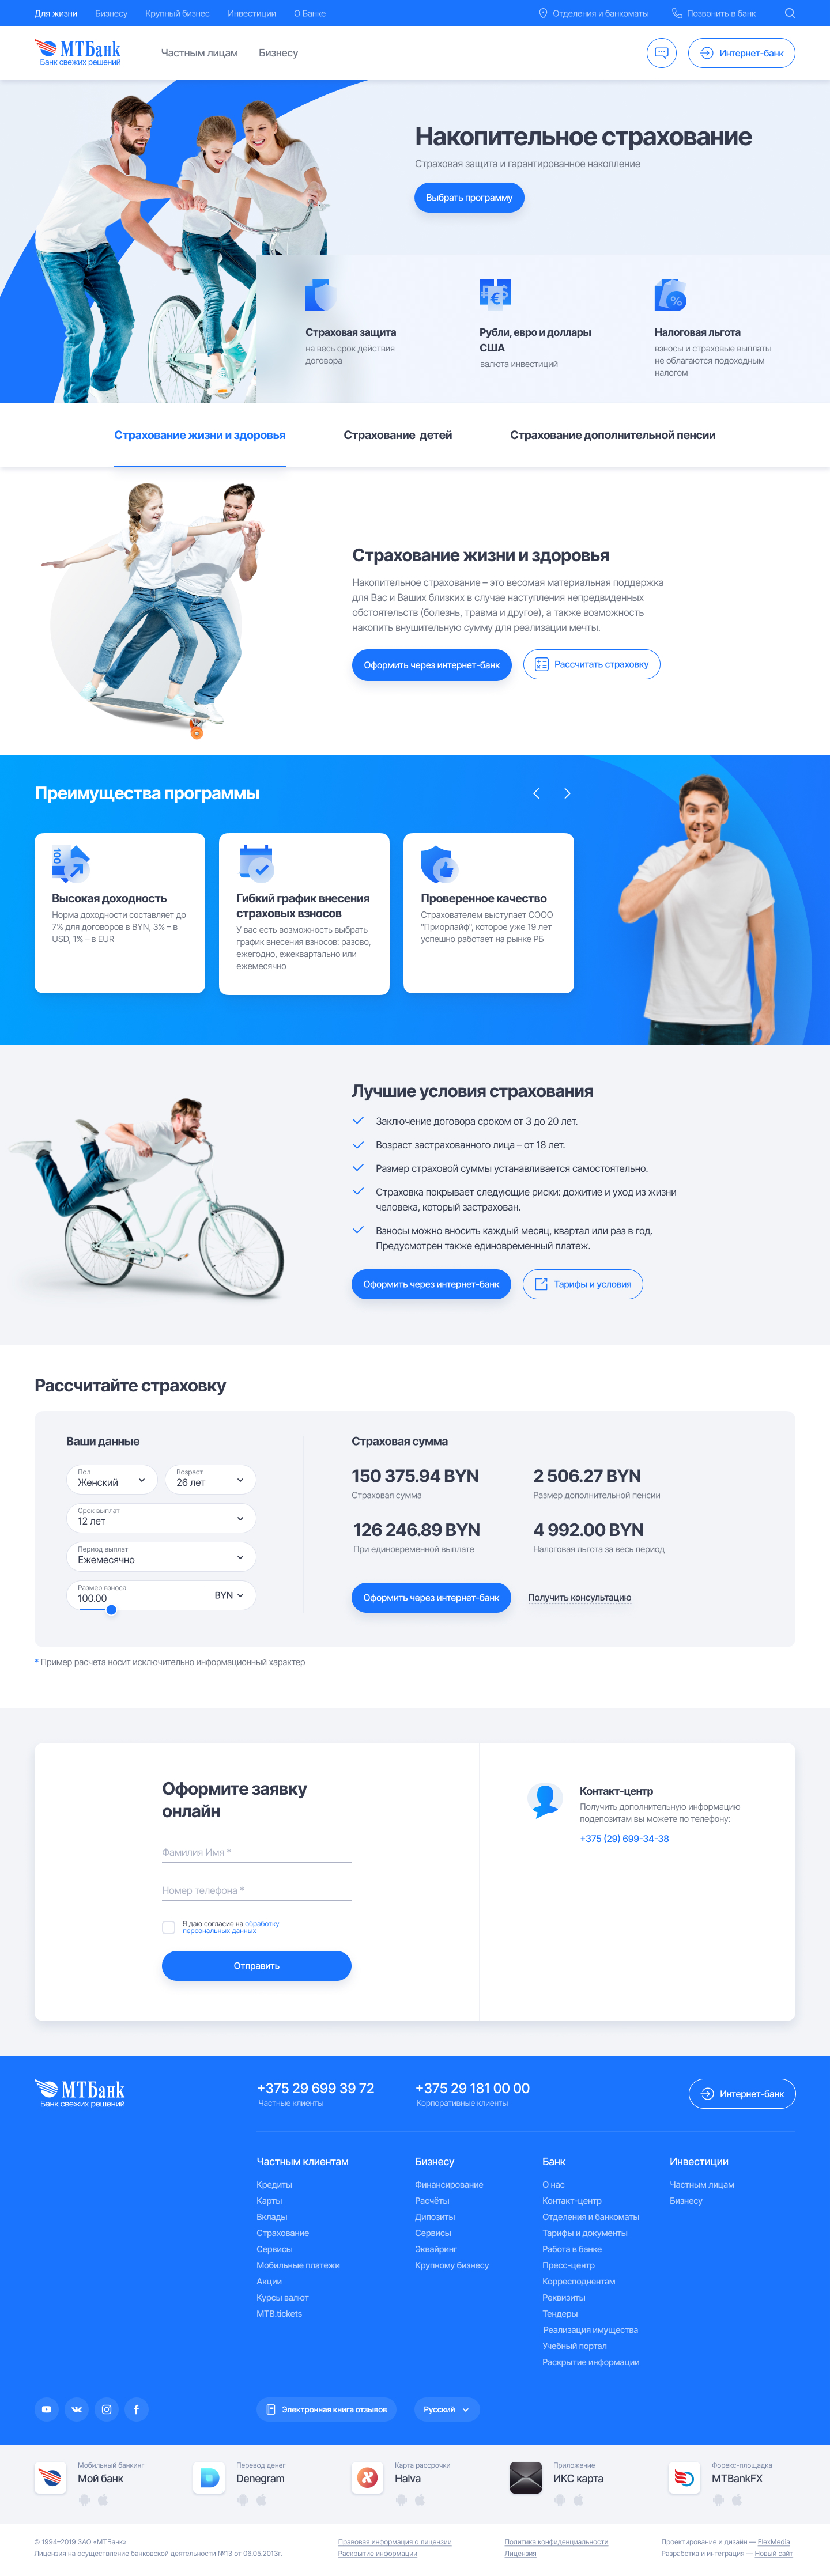 Для жизни Бизнесу Крупный бизнес Инвестиции О Банке Отделения и банкоматы Позвонить в банк
MTBank
Банк свежих решений
Частным лицам Бизнесу
Интернет-банк
Накопительное страхование
Страховая защита и гарантированное накопление
Выбрать программу
Страховая защита
на весь срок действия
договора
Рубли, евро и доллары
США
валюта инвестиций
Налоговая льгота
взносы и страховые выплаты
не облагаются подоходным
налогом
Страхование жизни и здоровья Страхование детей Страхование дополнительной пенсии
Страхование жизни и здоровья
Накопительное страхование – это весомая материальная поддержка
для Вас и Ваших близких в случае наступления непредвиденных
обстоятельств (болезнь, травма и другое), а также возможность
накопить внушительную сумму для реализации мечты.
Оформить через интернет-банк Рассчитать страховку
Преимущества программы
100
Высокая доходность
Норма доходности составляет до
7% для договоров в BYN, 3% – в
USD, 1% – в EUR
Гибкий график внесения
страховых взносов
У вас есть возможность выбрать
график внесения взносов: разово,
ежегодно, ежеквартально или
ежемесячно
Проверенное качество
Страхователем выступает СООО
"Приорлайф", которое уже 19 лет
успешно работает на рынке РБ
Лучшие условия страхования
Заключение договора сроком от 3 до 20 лет.
Возраст застрахованного лица – от 18 лет.
Размер страховой суммы устанавливается самостоятельно.
Страховка покрывает следующие риски: дожитие и уход из жизни
человека, который застрахован.
Взносы можно вносить каждый месяц, квартал или раз в год.
Предусмотрен также единовременный платеж.
Оформить через интернет-банк Тарифы и условия
Рассчитайте страховку
Ваши данные
Пол
Женский
Возраст
26 лет
Срок выплат
12 лет
Период выплат
Ежемесячно
Размер взноса
100.00 BYN
Страховая сумма
150 375.94 BYN
Страховая сумма
2 506.27 BYN
Размер дополнительной пенсии
126 246.89 BYN
При единовременной выплате
4 992.00 BYN
Налоговая льгота за весь период
Оформить через интернет-банк Получить консультацию
* Пример расчета носит исключительно информационный характер
Оформите заявку
онлайн
Фамилия Имя *
Номер телефона *
Я даю согласие на обработку
персональных данных
Отправить
Контакт-центр
Получить дополнительную информацию
подепозитам вы можете по телефону:
+375 (29) 699-34-38
MTBank
Банк свежих решений
+375 29 699 39 72
Частные клиенты
+375 29 181 00 00
Корпоративные клиенты
Интернет-банк
Частным клиентам
Кредиты
Карты
Вклады
Страхование
Сервисы
Мобильные платежи
Акции
Курсы валют
MTB.tickets
Бизнесу
Финансирование
Расчёты
Дипозиты
Сервисы
Эквайринг
Крупному бизнесу
Банк
О нас
Контакт-центр
Отделения и банкоматы
Тарифы и документы
Работа в банке
Пресс-центр
Корреспондентам
Реквизиты
Тендеры
Реализация имущества
Учебный портал
Раскрытие информации
Инвестиции
Частным лицам
Бизнесу
Электронная книга отзывов Русский
Мобильный банкинг
Мой банк
Перевод денег
Denegram
Карта рассрочки
Halva
Приложение
ИКС карта
Форекс-площадка
MTBankFX
© 1994–2019 ЗАО «МТБанк»
Лицензия на осуществление банковской деятельности №13 от 06.05.2013г.
Правовая информация о лицензии
Раскрытие информации
Политика конфиденциальности
Лицензия
Проектирование и дизайн — FlexMedia
Разработка и интеграция — Новый сайт